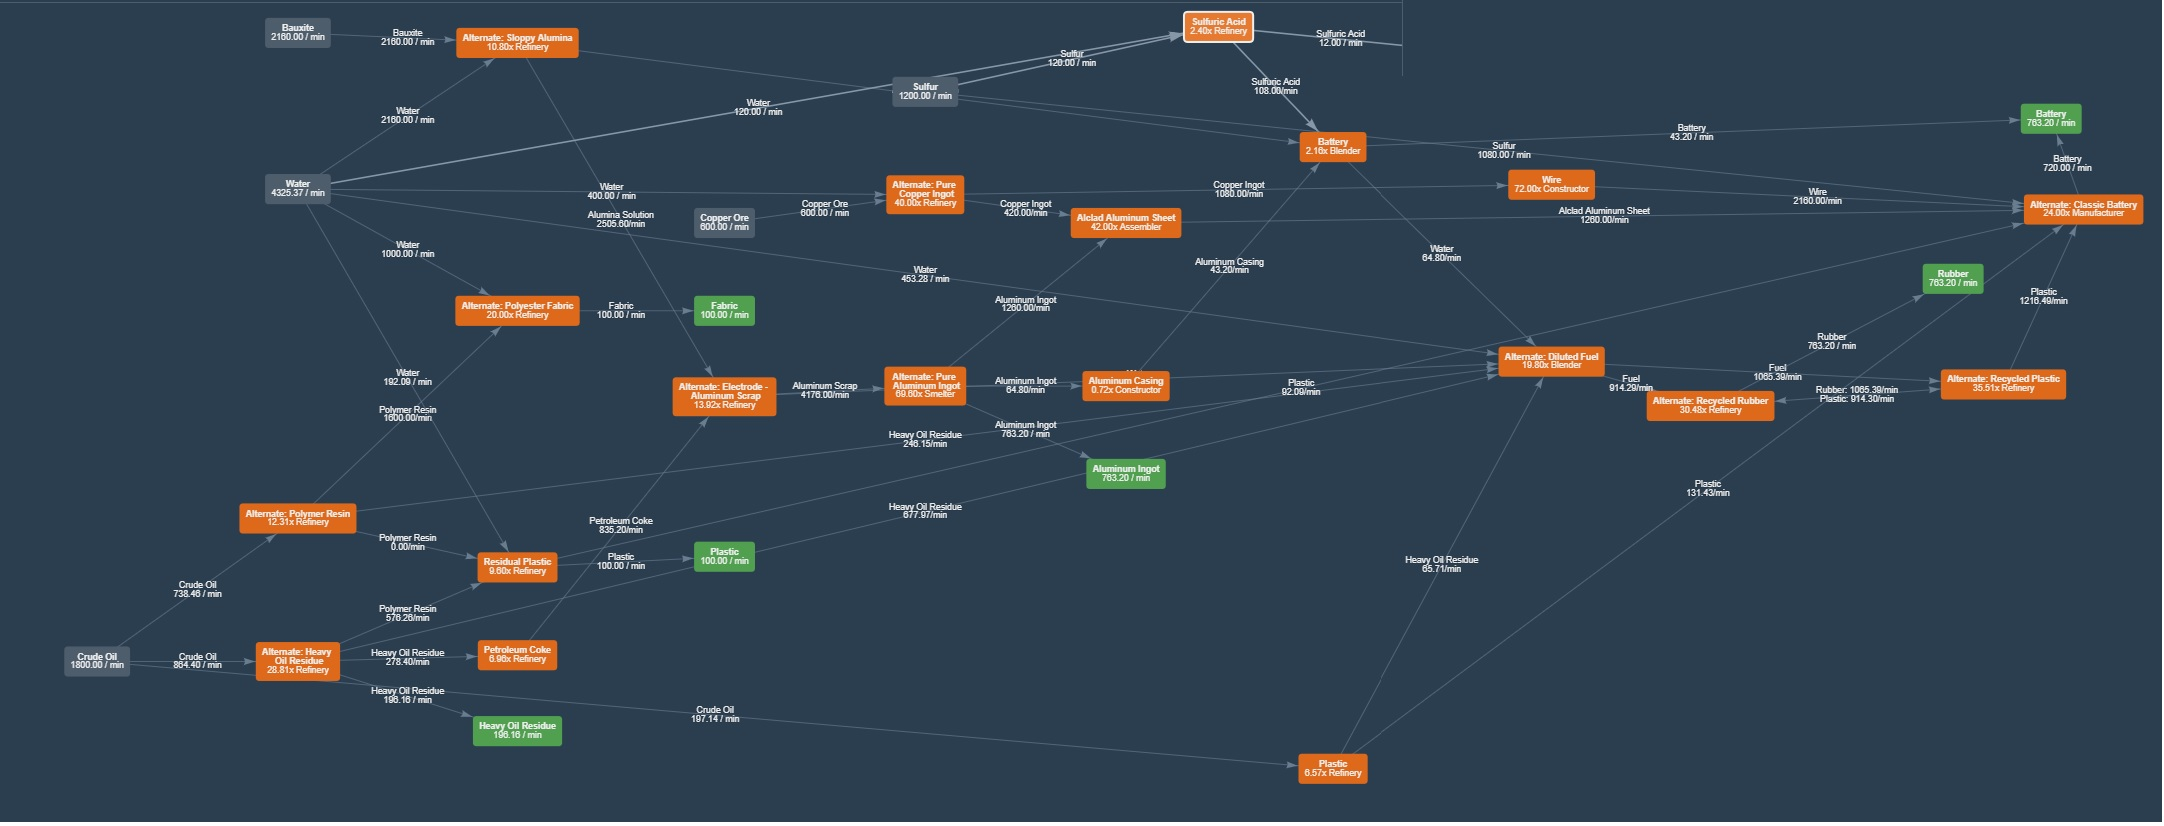 Bauxite
2160.00 / min
Bauxite
2160.00 / min
Alternate: Sloppy Alumina
10.80x Refinery
Sulfuric Acid
2.40x Refinery
Sulfuric Acid
12.00 / min
Sulfur
120.00 / min
Sulfur
1200.00 / min
Sulfuric Acid
108.00/min
Water
120.00 / min
Water
2160.00 / min
Battery
2.16x Blender
Battery
43.20 / min
Battery
763.20 / min
Sulfur
1080.00 / min
Battery
720.00 / min
Water
4325.37 / min
Water
400.00 / min
Alternate: Pure
Copper Ingot
40.00x Refinery
Copper Ingot
1080.00/min
Wire
72.00x Constructor
Wire
2160.00/min
Alternate: Classic Battery
24.00x Manufacturer
Alumina Solution
2505.60/min
Copper Ore
600.00 / min
Copper Ore
600.00 / min
Copper Ingot
420.00/min
Alclad Aluminum Sheet
42.00x Assembler
Alclad Aluminum Sheet
1260.00/min
Water
1000.00 / min
Water
453.28 / min
Aluminum Casing
43.20/min
Water
64.80/min
Rubber
763.20 / min
Plastic
1216.49/min
Alternate: Polyester Fabric
20.00x Refinery
Fabric
100.00 / min
Fabric
100.00 / min
Aluminum Ingot
1260.00/min
Rubber
763.20 / min
Alternate: Diluted Fuel
19.80x Blender
Water
192.09 / min
Alternate: Electrode -
Aluminum Scrap
13.92x Refinery
Aluminum Scrap
4176.00/min
Alternate: Pure
Aluminum Ingot
69.60x Smelter
Aluminum Ingot
64.80/min
Aluminum Casing
0.72x Constructor
Plastic
92.09/min
Fuel
914.29/min
Fuel
1065.39/min
Alternate: Recycled Rubber
30.48x Refinery
Rubber: 1065.39/min
Plastic: 914.30/min
Alternate: Recycled Plastic
35.51x Refinery
Polymer Resin
1600.00/min
Heavy Oil Residue
246.15/min
Aluminum Ingot
763.20 / min
Aluminum Ingot
763.20 / min
Plastic
131.43/min
Alternate: Polymer Resin
12.31x Refinery
Polymer Resin
0.00/min
Petroleum Coke
835.20/min
Heavy Oil Residue
677.97/min
Residual Plastic
9.60x Refinery
Plastic
100.00 / min
Plastic
100.00 / min
Heavy Oil Residue
65.71/min
Crude Oil
738.46 / min
Polymer Resin
576.26/min
Crude Oil
1800.00 / min
Crude Oil
864.40 / min
Alternate: Heavy
Oil Residue
28.81x Refinery
Heavy Oil Residue
278.40/min
Petroleum Coke
6.96x Refinery
Heavy Oil Residue
196.16 / min
Heavy Oil Residue
196.16 / min
Crude Oil
197.14 / min
Plastic
6.57x Refinery